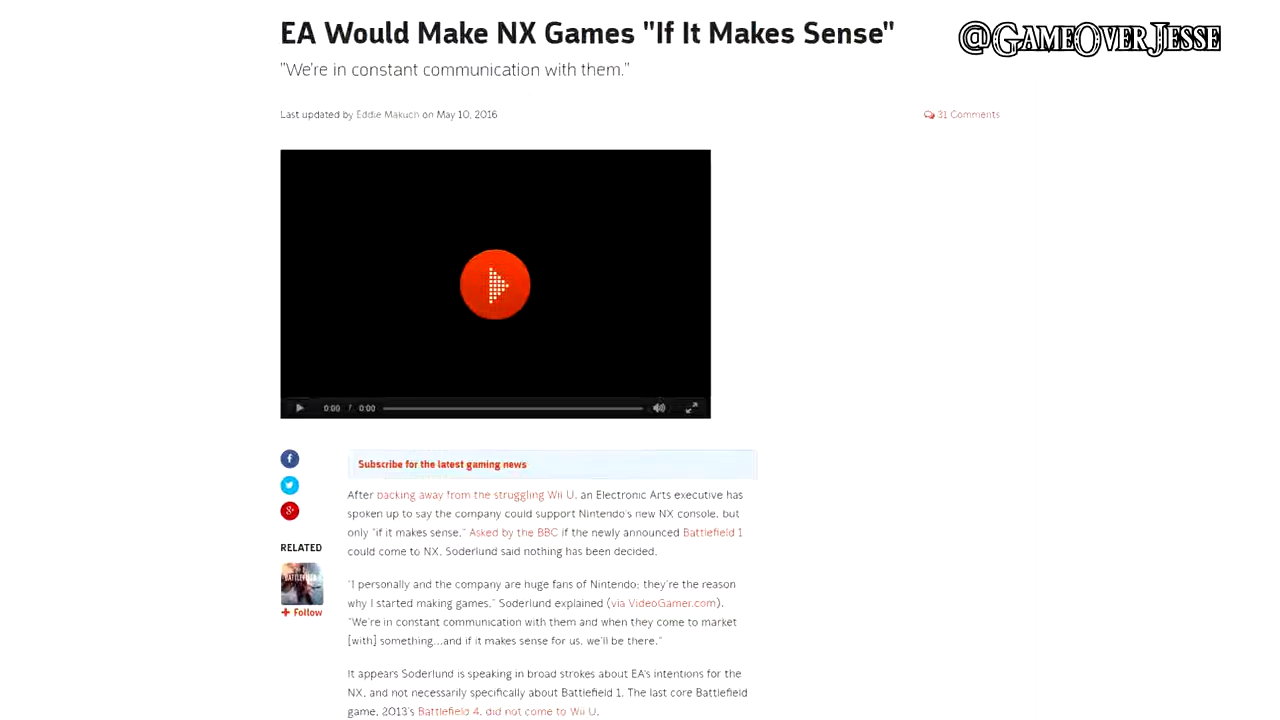 EA Would Make NX Games "If It Makes Sense"
@GameOverJesse
"We're in constant communication with them."
Last updated by Eddie Makuch on May 10, 2016
31 Comments
0:00 / 0:00
Subscribe for the latest gaming news
After backing away from the struggling Wii U, an Electronic Arts executive has
spoken up to say the company could support Nintendo's new NX console, but
only "if it makes sense." Asked by the BBC if the newly announced Battlefield 1
could come to NX, Soderlund said nothing has been decided.
RELATED
BATTLEFIELD
+ Follow
"I personally and the company are huge fans of Nintendo; they're the reason
why I started making games," Soderlund explained (via VideoGamer.com).
"We're in constant communication with them and when they come to market
[with] something...and if it makes sense for us, we'll be there."
It appears Soderlund is speaking in broad strokes about EA's intentions for the
NX, and not necessarily specifically about Battlefield 1. The last core Battlefield
game, 2013's Battlefield 4, did not come to Wii U.